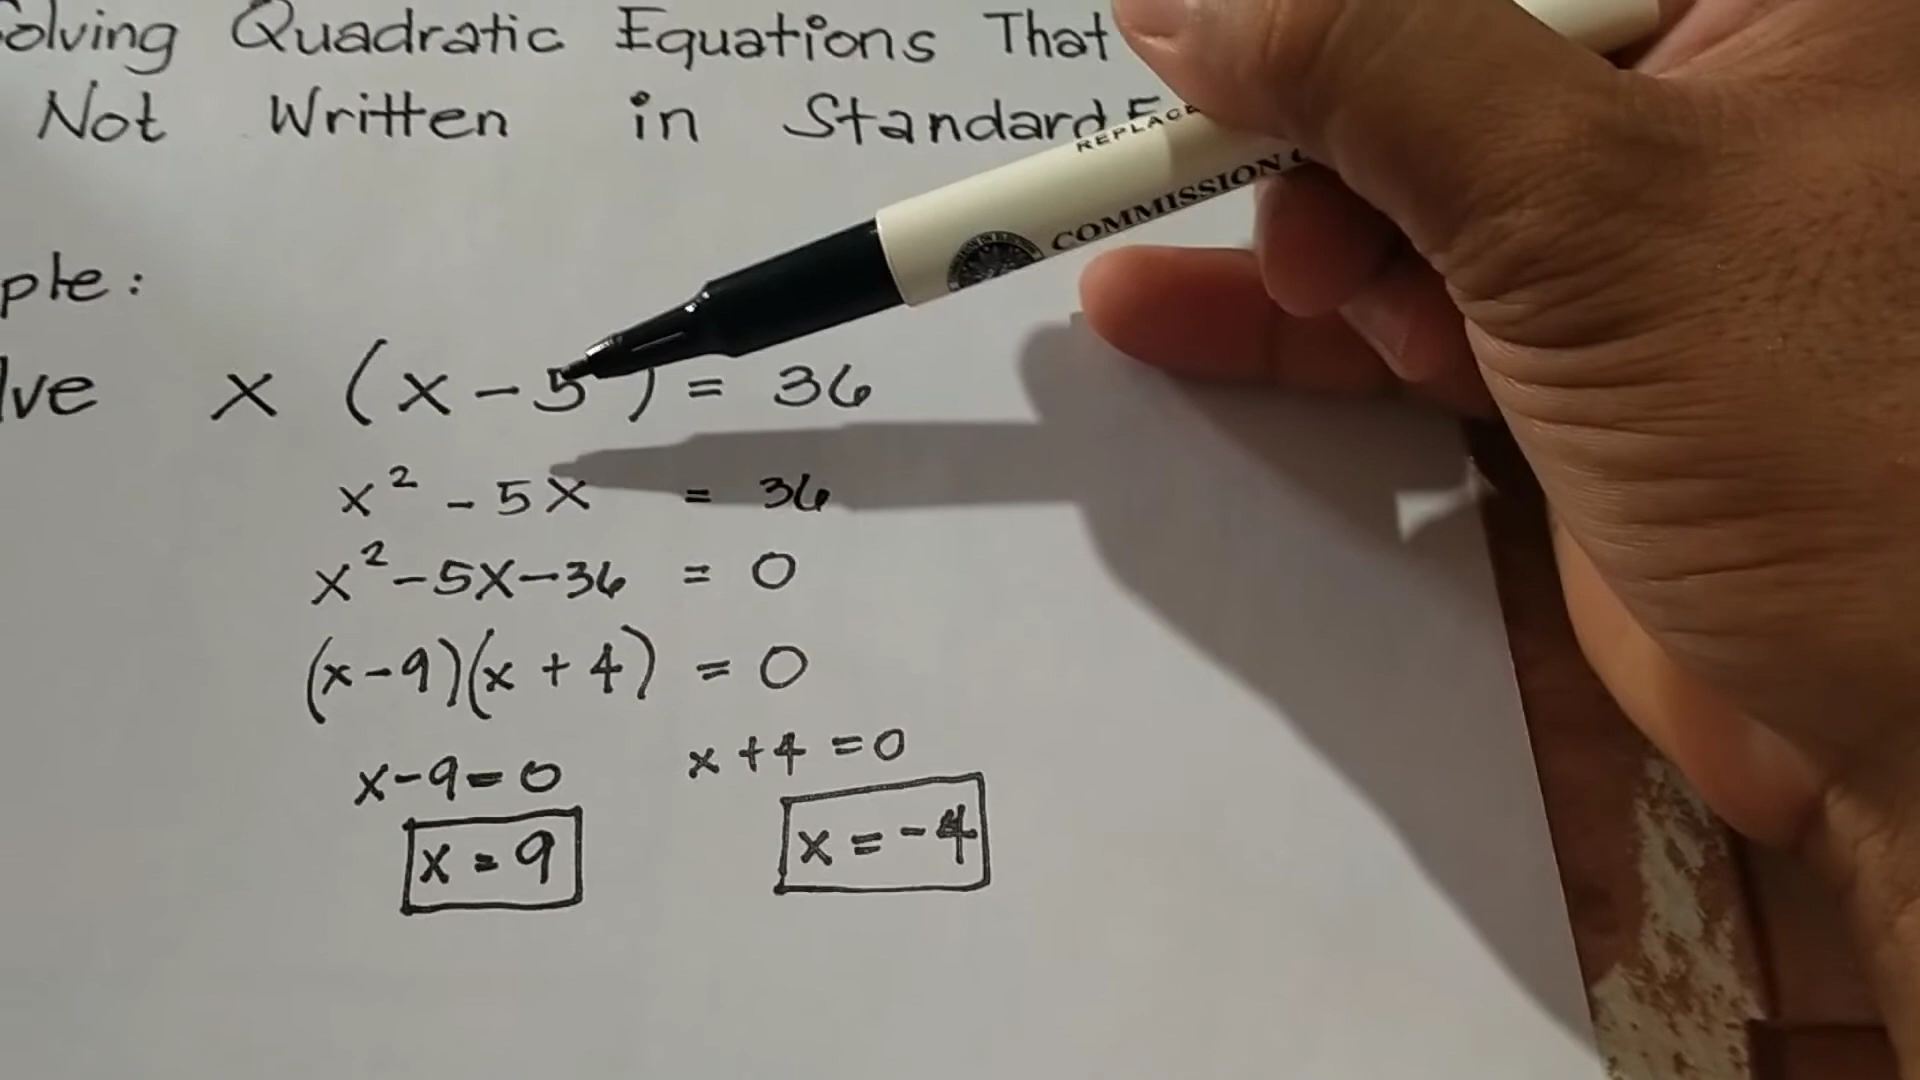 Solving Quadratic Equations That
Not Written in Standard
REPLACE
COMMISSION
ple:
lve x (x - 5) = 36
x² - 5x = 36
x² - 5x - 36 = 0
(x - 9)(x + 4) = 0
x - 9 = 0 x + 4 = 0
x = 9 x = -4